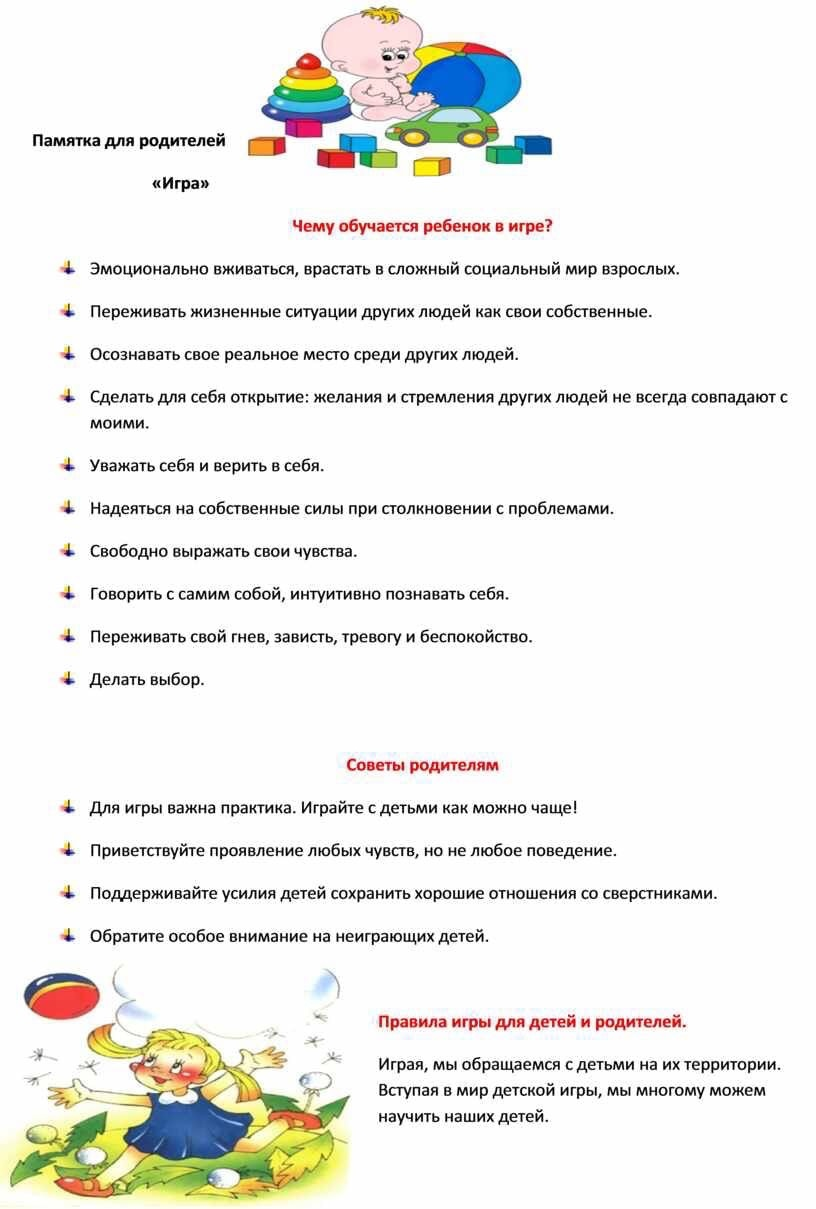 Памятка для родителей
«Игра»
Чему обучается ребенок в игре?
Эмоционально вживаться, врастать в сложный социальный мир взрослых.
Переживать жизненные ситуации других людей как свои собственные.
Осознавать свое реальное место среди других людей.
Сделать для себя открытие: желания и стремления других людей не всегда совпадают с
моими.
Уважать себя и верить в себя.
Надеяться на собственные силы при столкновении с проблемами.
Свободно выражать свои чувства.
Говорить с самим собой, интуитивно познавать себя.
Переживать свой гнев, зависть, тревогу и беспокойство.
Делать выбор.
Советы родителям
Для игры важна практика. Играйте с детьми как можно чаще!
Приветствуйте проявление любых чувств, но не любое поведение.
Поддерживайте усилия детей сохранить хорошие отношения со сверстниками.
Обратите особое внимание на неиграющих детей.
Правила игры для детей и родителей.
Играя, мы обращаемся с детьми на их территории.
Вступая в мир детской игры, мы многому можем
научить наших детей.